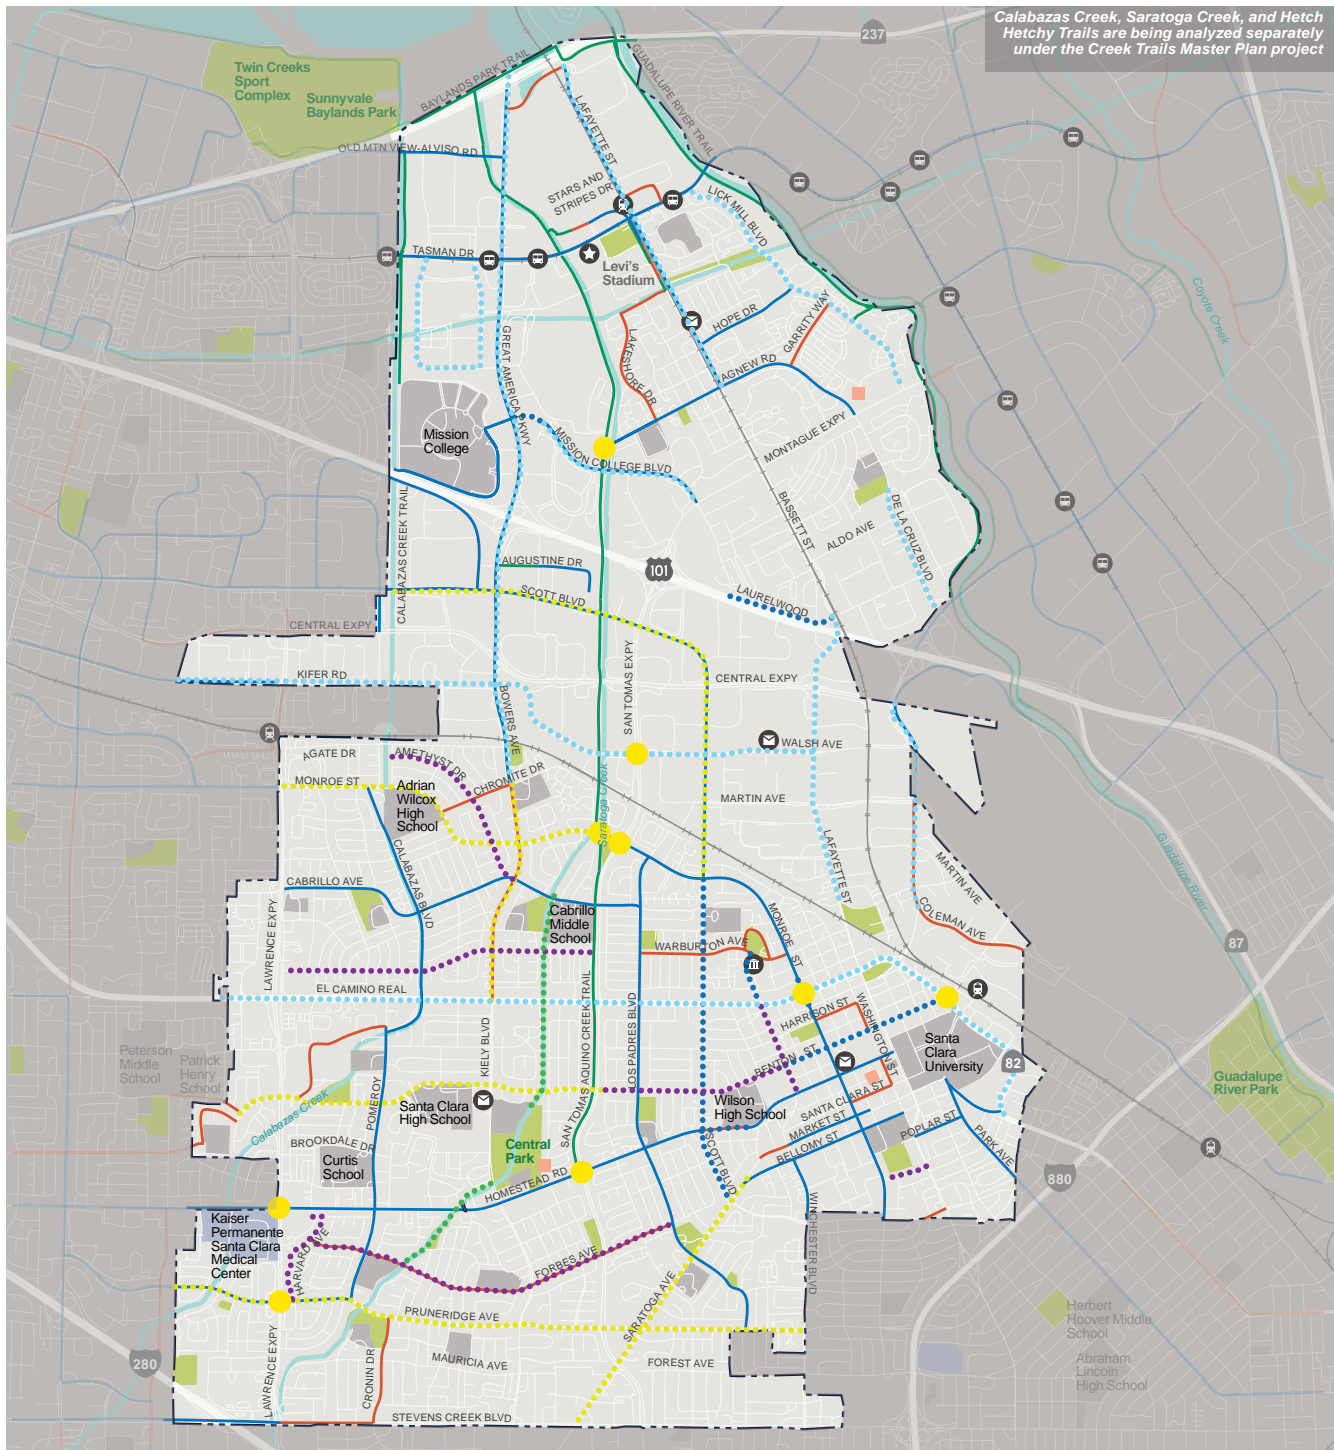 Calabazas Creek, Saratoga Creek, and Hetch
Hetchy Trails are being analyzed separately
under the Creek Trails Master Plan project
237
Twin Creeks
Sport
Complex
Sunnyvale
Baylands Park
BAYLANDS PARK TRAIL
GUADALUPE RIVER TRAIL
LAFAYETTE ST
OLD MTN VIEW-ALVISO RD
STARS AND
STRIPES DR
LICK MILL BLVD
TASMAN DR
Levi's
Stadium
Coyote Creek
HOPE DR
GARRITY WAY
GREAT AMERICA PKWY
LAKESHORE DR
AGNEW RD
Mission
College
MISSION COLLEGE BLVD
MONTAGUE EXPY
CALABAZAS CREEK TRAIL
BASSETT ST
ALDO AVE
DE LA CRUZ BLVD
AUGUSTINE DR
101
SCOTT BLVD
LAURELWOOD
CENTRAL EXPY
KIFER RD
SAN TOMAS EXPY
CENTRAL EXPY
BOWERS AVE
WALSH AVE
AGATE DR
AMETHYST DR
MONROE ST
CHROMITE DR
Adrian
Wilcox
High
School
Saratoga Creek
MARTIN AVE
LAFAYETTE ST
Guadalupe River
CALABAZAS BLVD
MARTIN AVE
CABRILLO AVE
COLEMAN AVE
LAWRENCE EXPY
Cabrillo
Middle
School
MONROE ST
WARBURTON AVE
87
EL CAMINO REAL
SAN TOMAS AQUINO CREEK TRAIL
LOS PADRES BLVD
HARRISON ST
WASHINGTON ST
KIELY BLVD
BENTON ST
Santa
Clara
University
82
Peterson
Middle
School
Patrick
Henry
School
Guadalupe
River Park
POMEROY
Santa Clara
High School
Wilson
High School
SANTA CLARA ST
MARKET ST
BELLOMY ST
POPLAR ST
PARK AVE
Calabazas Creek
BROOKDALE DR
Curtis
School
Central
Park
HOMESTEAD RD
SCOTT BLVD
880
WINCHESTER BLVD
Kaiser
Permanente
Santa Clara
Medical
Center
HARVARD AVE
FORBES AVE
PRUNERIDGE AVE
SARATOGA AVE
Herbert
Hoover Middle
School
LAWRENCE EXPY
CRONIN DR
MAURICIA AVE
FOREST AVE
280
Abraham
Lincoln
High School
STEVENS CREEK BLVD